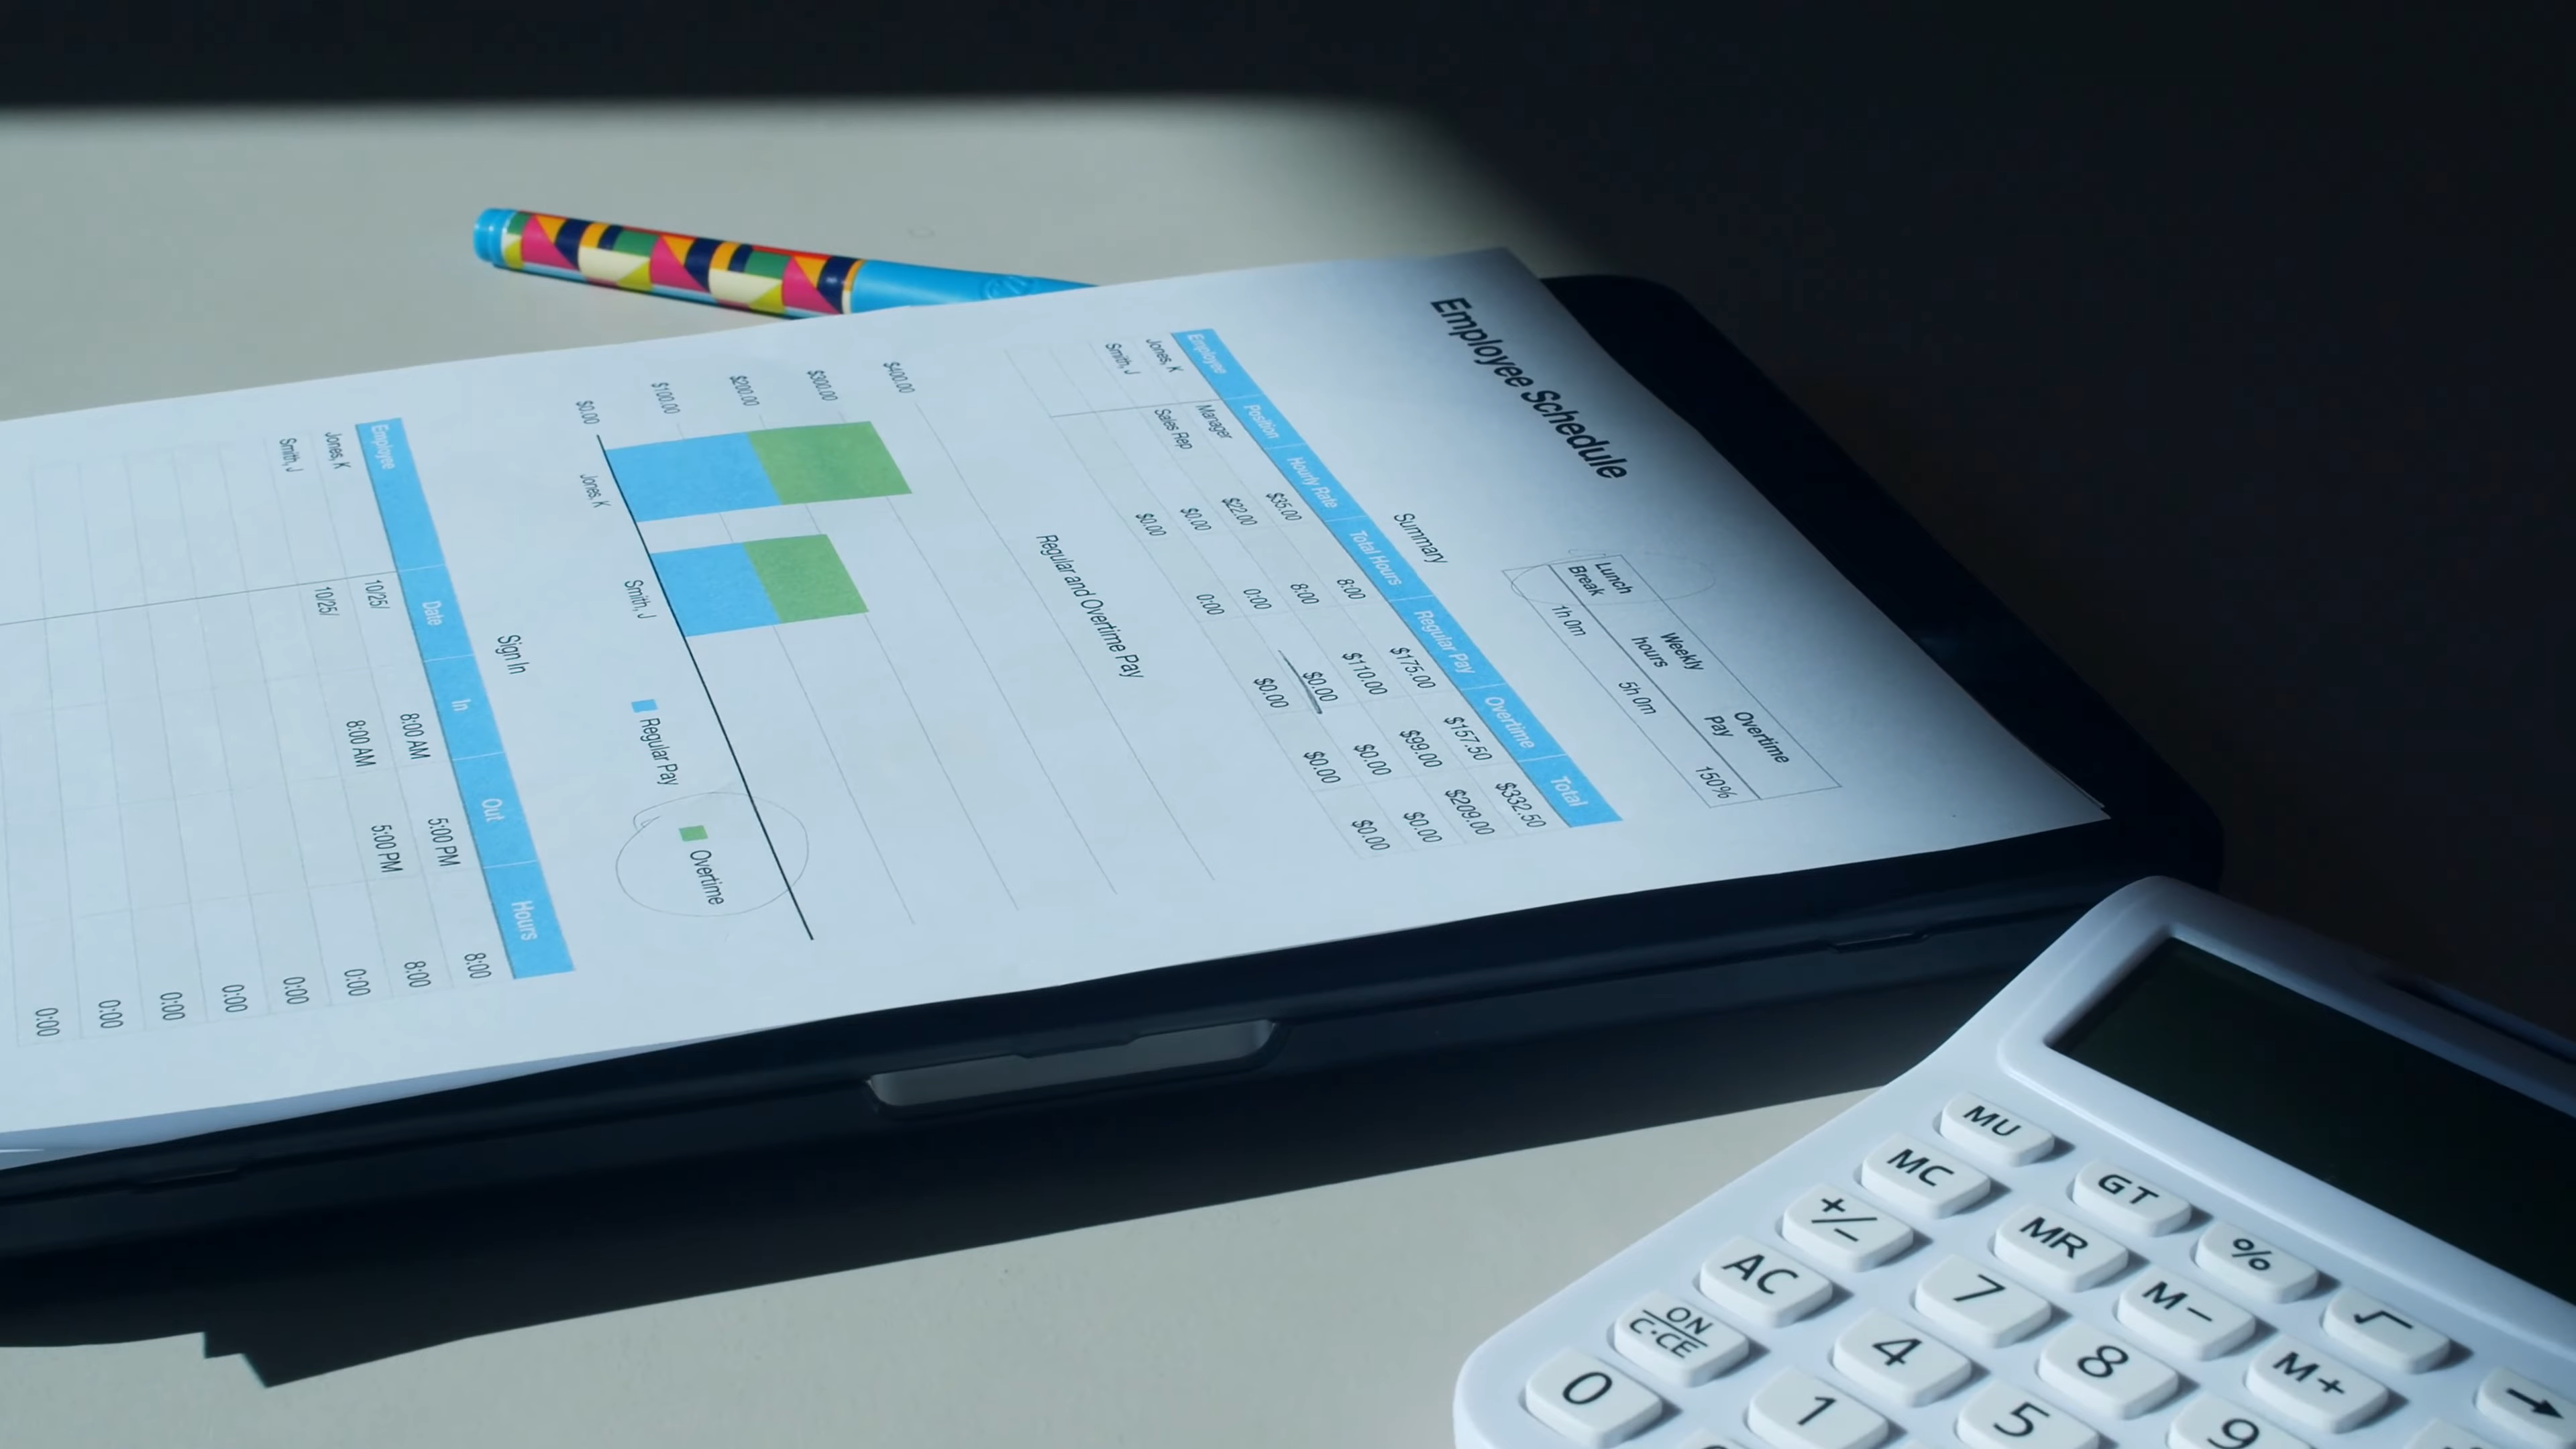 Employee Schedule
Lunch Break Weekly hours Overtime Pay
1h 0m 5h 0m 150%
Summary
Employee Position Hourly Rate Total Hours Regular Pay Overtime Total
Jones, K Manager $35.00 8:00 $175.00 $157.50 $332.50
Smith, J Sales Rep $22.00 8:00 $110.00 $99.00 $209.00
$0.00 0:00 $0.00 $0.00 $0.00
$0.00 0:00 $0.00 $0.00 $0.00
Regular and Overtime Pay
$400.00
$300.00
$200.00
$100.00
$0.00
Jones, K Smith, J
Regular Pay Overtime
Sign In
Employee Date In Out Hours
Jones, K 10/25/ 8:00 AM 5:00 PM 8:00
Smith, J 10/25/ 8:00 AM 5:00 PM 8:00
0:00
0:00
0:00
0:00
0:00
0:00
MU GT % √ →
MC MR M− M+
+/− 7 8 9
AC 4 5
ON C·CE 1
0